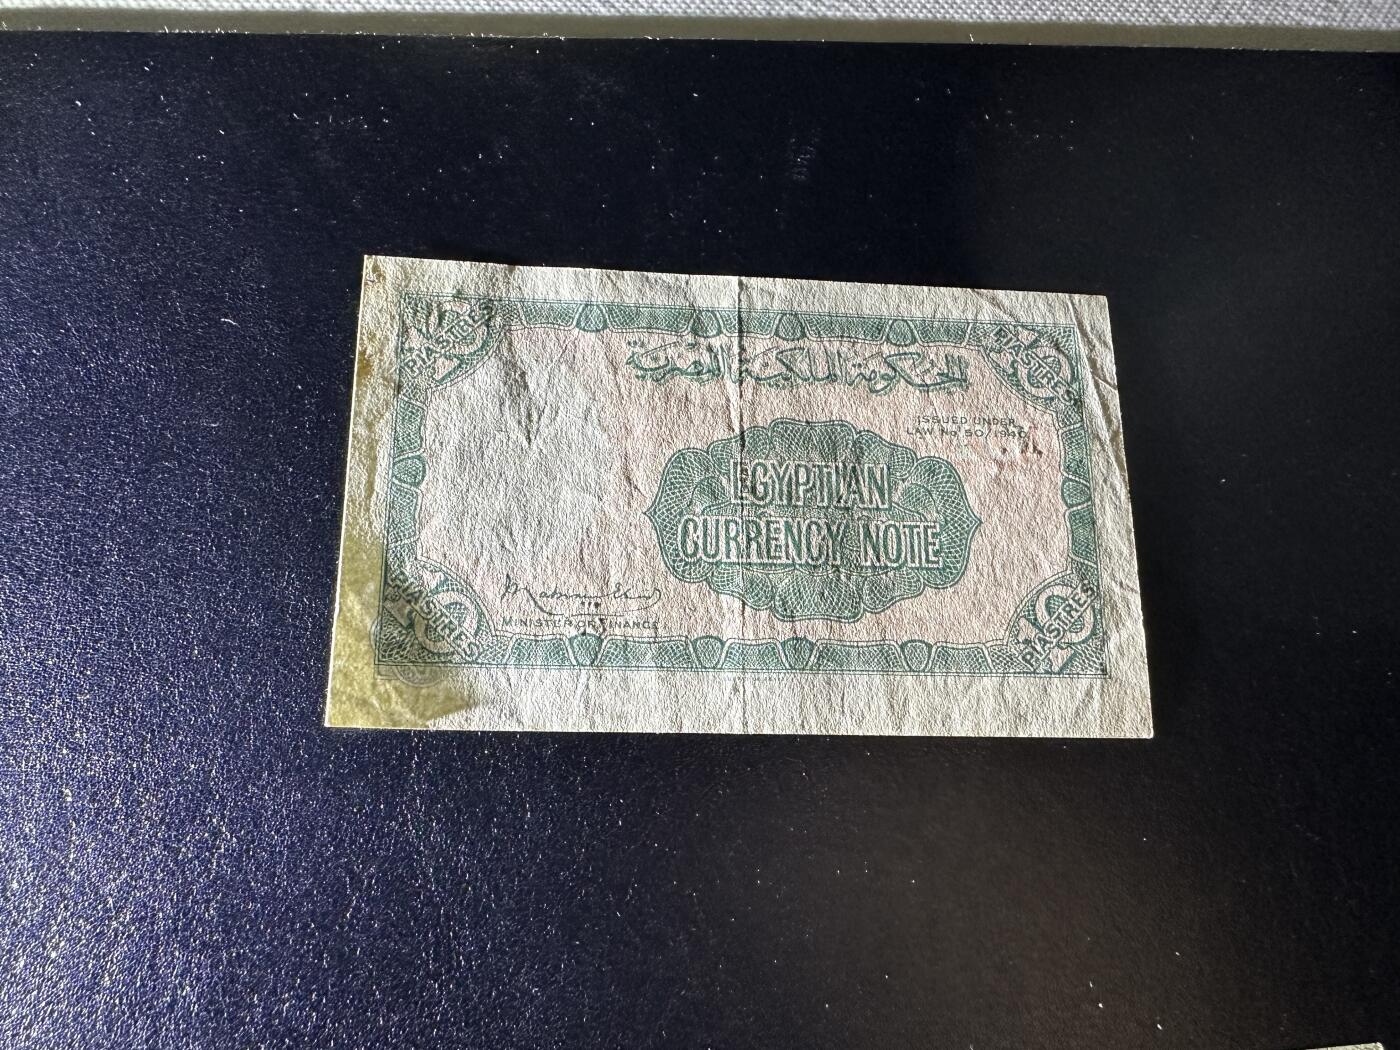 PIASTRES
الحكومة الملكية المصرية
PIASTRES
ISSUED UNDER
LAW No 50/1940
EGYPTIAN
CURRENCY NOTE
MINISTER OF FINANCE
PIASTRES
PIASTRES